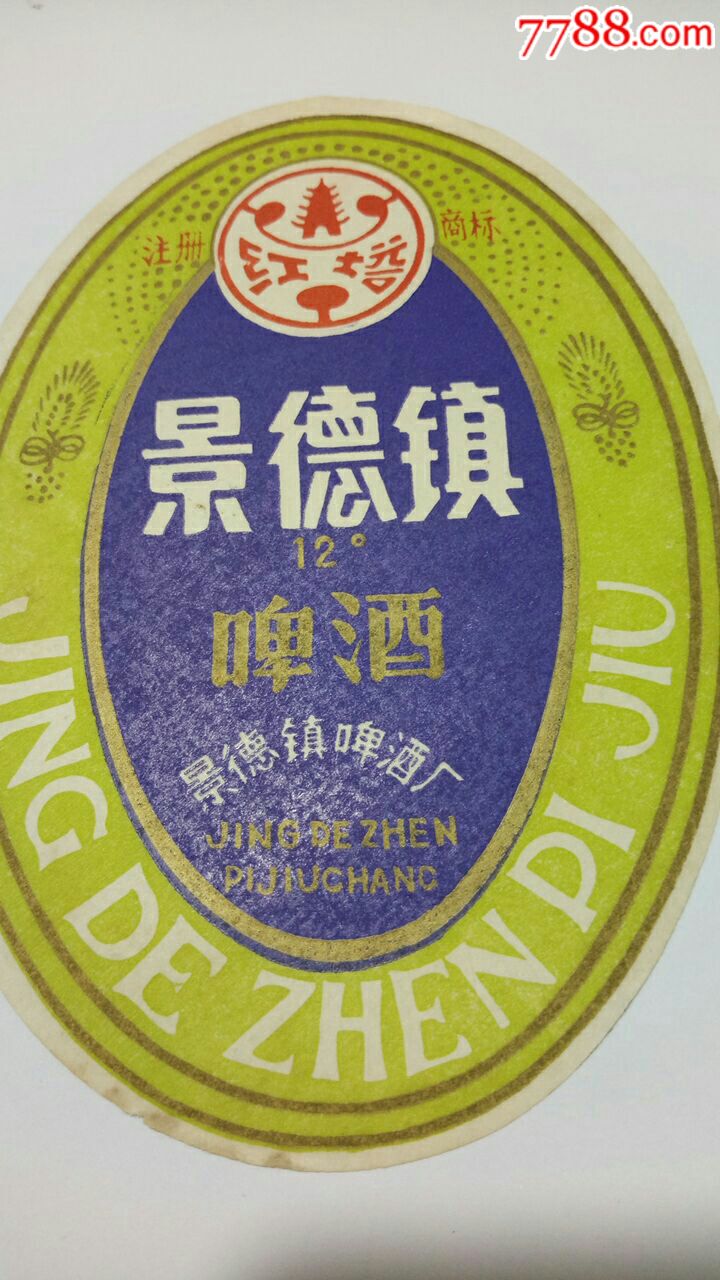 7788.com
注册 商标
红塔
景德镇
12°
啤酒
景德镇啤酒厂
JING DE ZHEN
PIJIUCHANG
JING DE ZHEN PI JIU